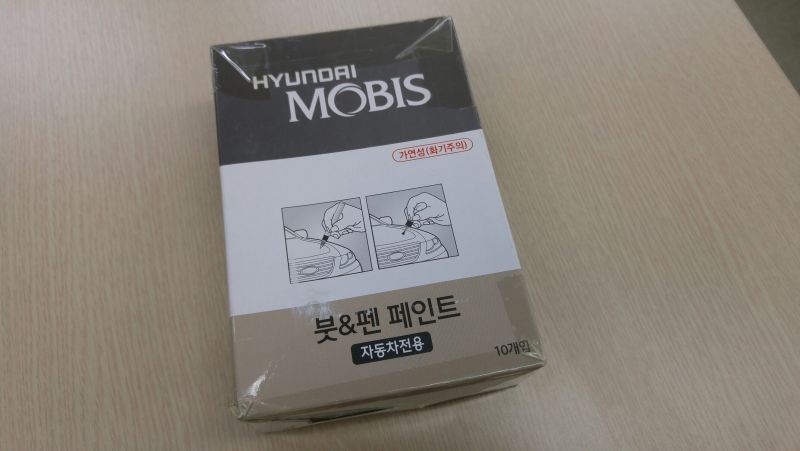 HYUNDAI
MOBIS
가연성(화기주의)
붓&펜 페인트
자동차전용
10개입